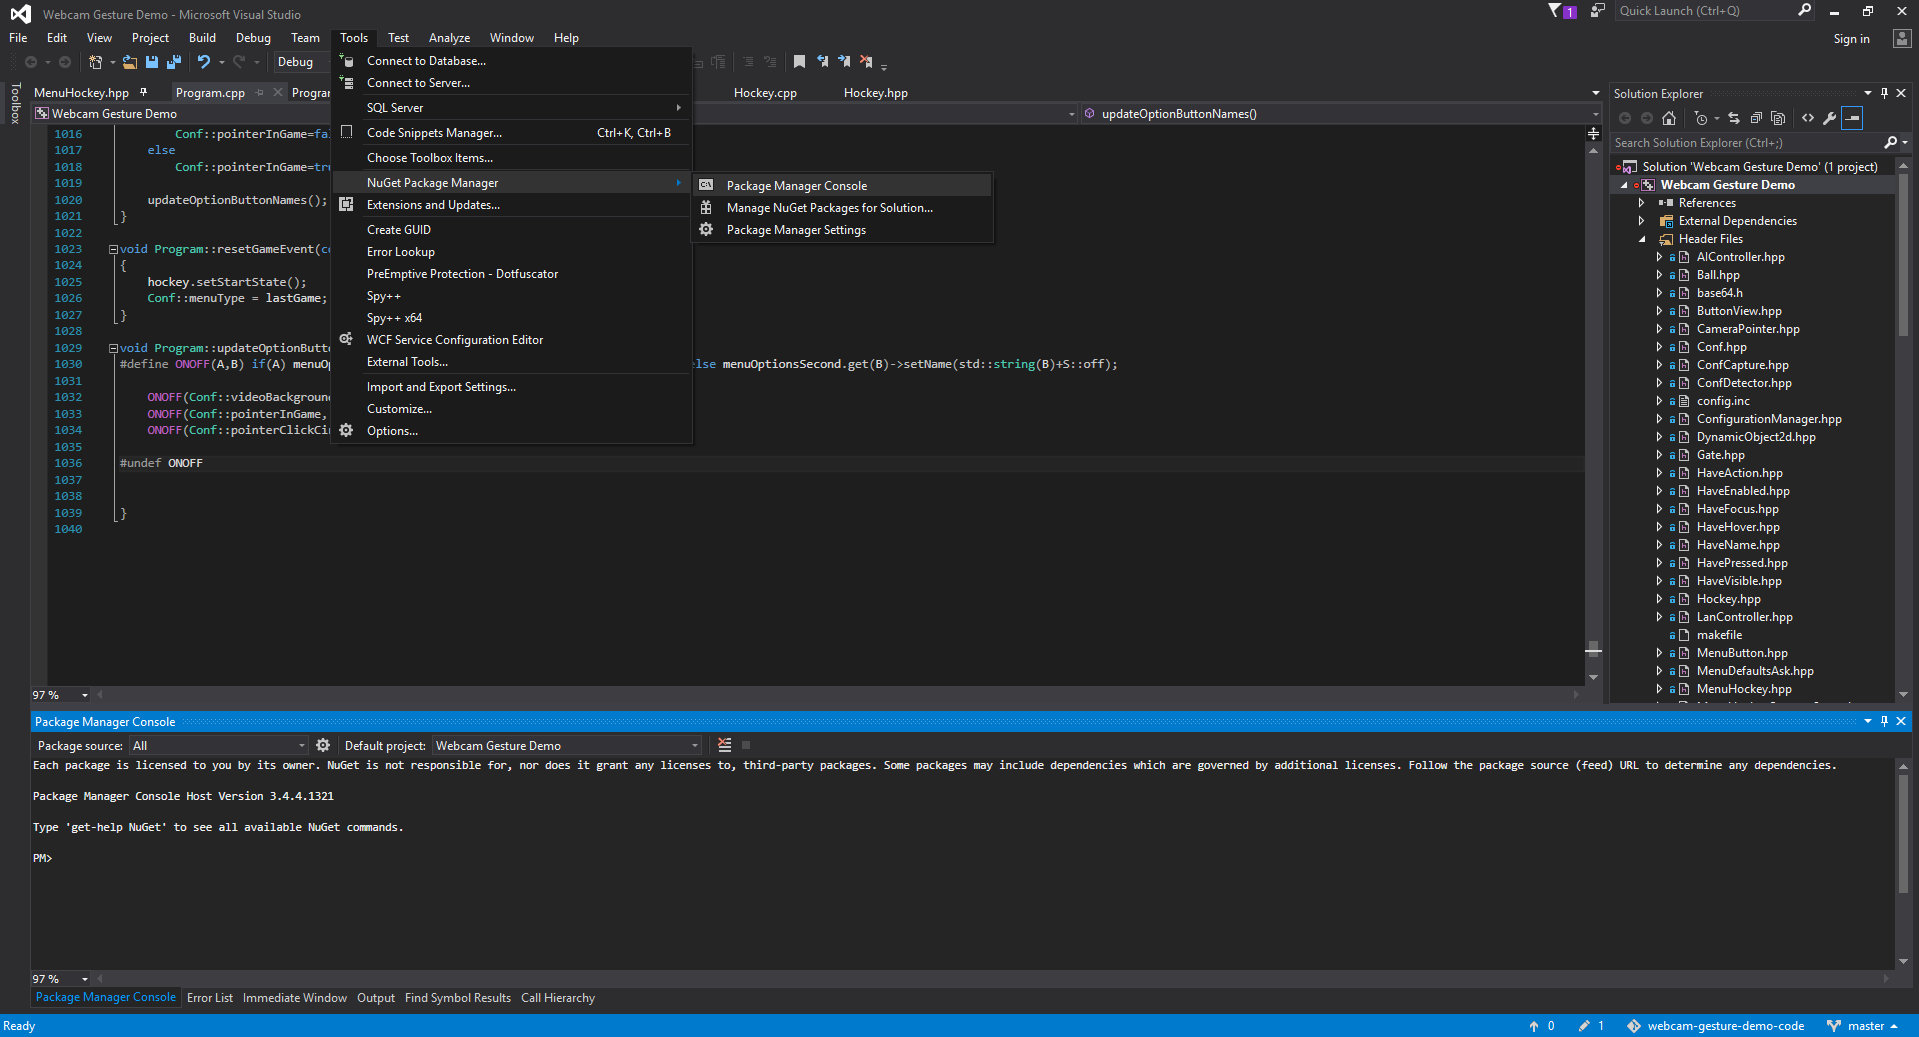 Webcam Gesture Demo - Microsoft Visual Studio
1
Quick Launch (Ctrl+Q)
File Edit View Project Build Debug Team Tools Test Analyze Window Help
Sign in
Debug
Toolbox
MenuHockey.hpp Program.cpp Hockey.cpp Hockey.hpp
Webcam Gesture Demo
updateOptionButtonNames()
1016 Conf::pointerInGame=fal
1017 else
1018 Conf::pointerInGame=tru
1019
1020 updateOptionButtonNames();
1021 }
1022
1023 void Program::resetGameEvent(co
1024 {
1025 hockey.setStartState();
1026 Conf::menuType = lastGame;
1027 }
1028
1029 void Program::updateOptionButto
1030 #define ONOFF(A,B) if(A) menuOp lse menuOptionsSecond.get(B)->setName(std::string(B)+S::off);
1031
1032 ONOFF(Conf::videoBackground
1033 ONOFF(Conf::pointerInGame,
1034 ONOFF(Conf::pointerClickCir
1035
1036 #undef ONOFF
1037
1038
1039 }
1040
97 %
Connect to Database...
Connect to Server...
SQL Server
Code Snippets Manager... Ctrl+K, Ctrl+B
Choose Toolbox Items...
NuGet Package Manager
Extensions and Updates...
Create GUID
Error Lookup
PreEmptive Protection - Dotfuscator
Spy++
Spy++ x64
WCF Service Configuration Editor
External Tools...
Import and Export Settings...
Customize...
Options...
Package Manager Console
Manage NuGet Packages for Solution...
Package Manager Settings
Solution Explorer
Search Solution Explorer (Ctrl+;)
Solution 'Webcam Gesture Demo' (1 project)
Webcam Gesture Demo
References
External Dependencies
Header Files
AIController.hpp
Ball.hpp
base64.h
ButtonView.hpp
CameraPointer.hpp
Conf.hpp
ConfCapture.hpp
ConfDetector.hpp
config.inc
ConfigurationManager.hpp
DynamicObject2d.hpp
Gate.hpp
HaveAction.hpp
HaveEnabled.hpp
HaveFocus.hpp
HaveHover.hpp
HaveName.hpp
HavePressed.hpp
HaveVisible.hpp
Hockey.hpp
LanController.hpp
makefile
MenuButton.hpp
MenuDefaultsAsk.hpp
MenuHockey.hpp
Package Manager Console
Package source: All Default project: Webcam Gesture Demo
Each package is licensed to you by its owner. NuGet is not responsible for, nor does it grant any licenses to, third-party packages. Some packages may include dependencies which are governed by additional licenses. Follow the package source (feed) URL to determine any dependencies.
Package Manager Console Host Version 3.4.4.1321
Type 'get-help NuGet' to see all available NuGet commands.
PM>
97 %
Package Manager Console Error List Immediate Window Output Find Symbol Results Call Hierarchy
Ready
0 1 webcam-gesture-demo-code master